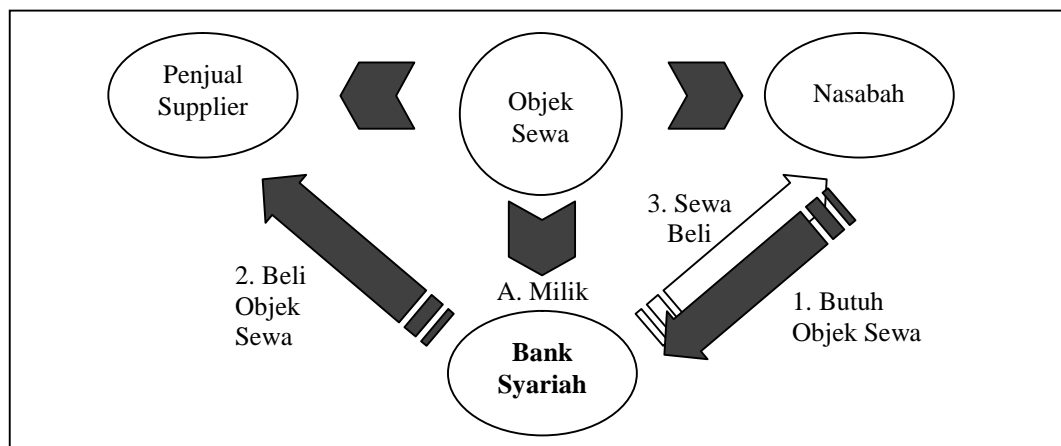 Penjual
Supplier
Objek
Sewa
Nasabah
3. Sewa
Beli
2. Beli
Objek
Sewa
A. Milik
1. Butuh
Objek Sewa
Bank
Syariah